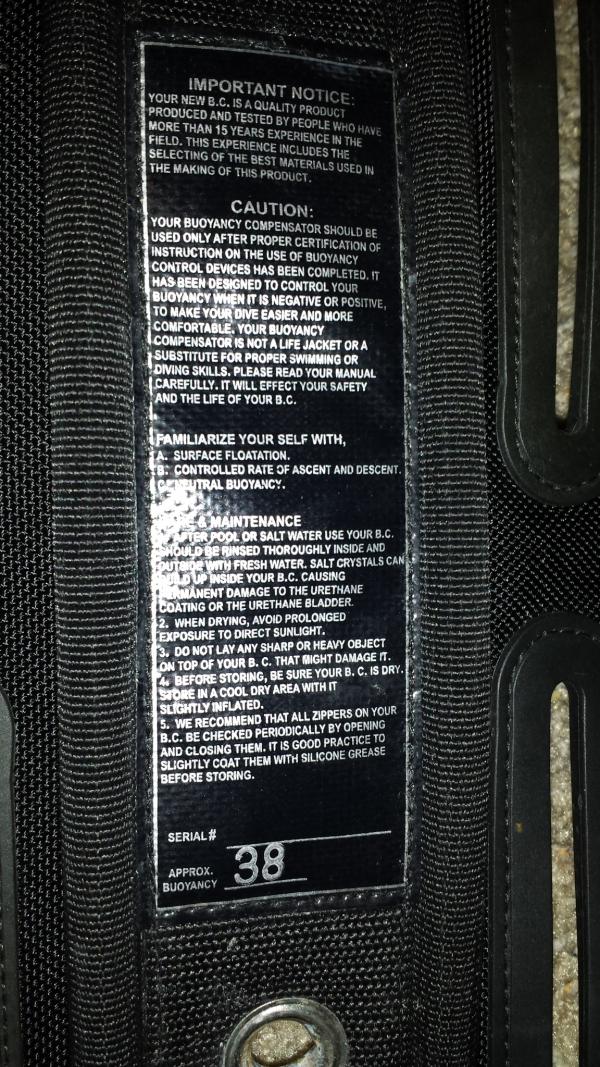 IMPORTANT NOTICE:
YOUR NEW B.C. IS A QUALITY PRODUCT
PRODUCED AND TESTED BY PEOPLE WHO HAVE
MORE THAN 15 YEARS EXPERIENCE IN THE
FIELD. THIS EXPERIENCE INCLUDES THE
SELECTING OF THE BEST MATERIALS USED IN
THE MAKING OF THIS PRODUCT.
CAUTION:
YOUR BUOYANCY COMPENSATOR SHOULD BE
USED ONLY AFTER PROPER CERTIFICATION OF
INSTRUCTION ON THE USE OF BUOYANCY
CONTROL DEVICES HAS BEEN COMPLETED. IT
HAS BEEN DESIGNED TO CONTROL YOUR
BUOYANCY WHEN IT IS NEGATIVE OR POSITIVE,
TO MAKE YOUR DIVE EASIER AND MORE
COMFORTABLE. YOUR BUOYANCY
COMPENSATOR IS NOT A LIFE JACKET OR A
SUBSTITUTE FOR PROPER SWIMMING OR
DIVING SKILLS. PLEASE READ YOUR MANUAL
CAREFULLY. IT WILL EFFECT YOUR SAFETY
AND THE LIFE OF YOUR B.C.
FAMILIARIZE YOUR SELF WITH,
A. SURFACE FLOATATION.
B. CONTROLLED RATE OF ASCENT AND DESCENT.
C. NEUTRAL BUOYANCY.
& MAINTENANCE
AFTER POOL OR SALT WATER USE YOUR B.C.
SHOULD BE RINSED THOROUGHLY INSIDE AND
OUTSIDE WITH FRESH WATER. SALT CRYSTALS CAN
BUILD UP INSIDE YOUR B.C. CAUSING
PERMANENT DAMAGE TO THE URETHANE
COATING OR THE URETHANE BLADDER.
2. WHEN DRYING, AVOID PROLONGED
EXPOSURE TO DIRECT SUNLIGHT.
3. DO NOT LAY ANY SHARP OR HEAVY OBJECT
ON TOP OF YOUR B. C. THAT MIGHT DAMAGE IT.
4. BEFORE STORING, BE SURE YOUR B. C. IS DRY.
STORE IN A COOL DRY AREA WITH IT
SLIGHTLY INFLATED.
5. WE RECOMMEND THAT ALL ZIPPERS ON YOUR
B.C. BE CHECKED PERIODICALLY BY OPENING
AND CLOSING THEM. IT IS GOOD PRACTICE TO
SLIGHTLY COAT THEM WITH SILICONE GREASE
BEFORE STORING.
SERIAL#
APPROX. BUOYANCY 38